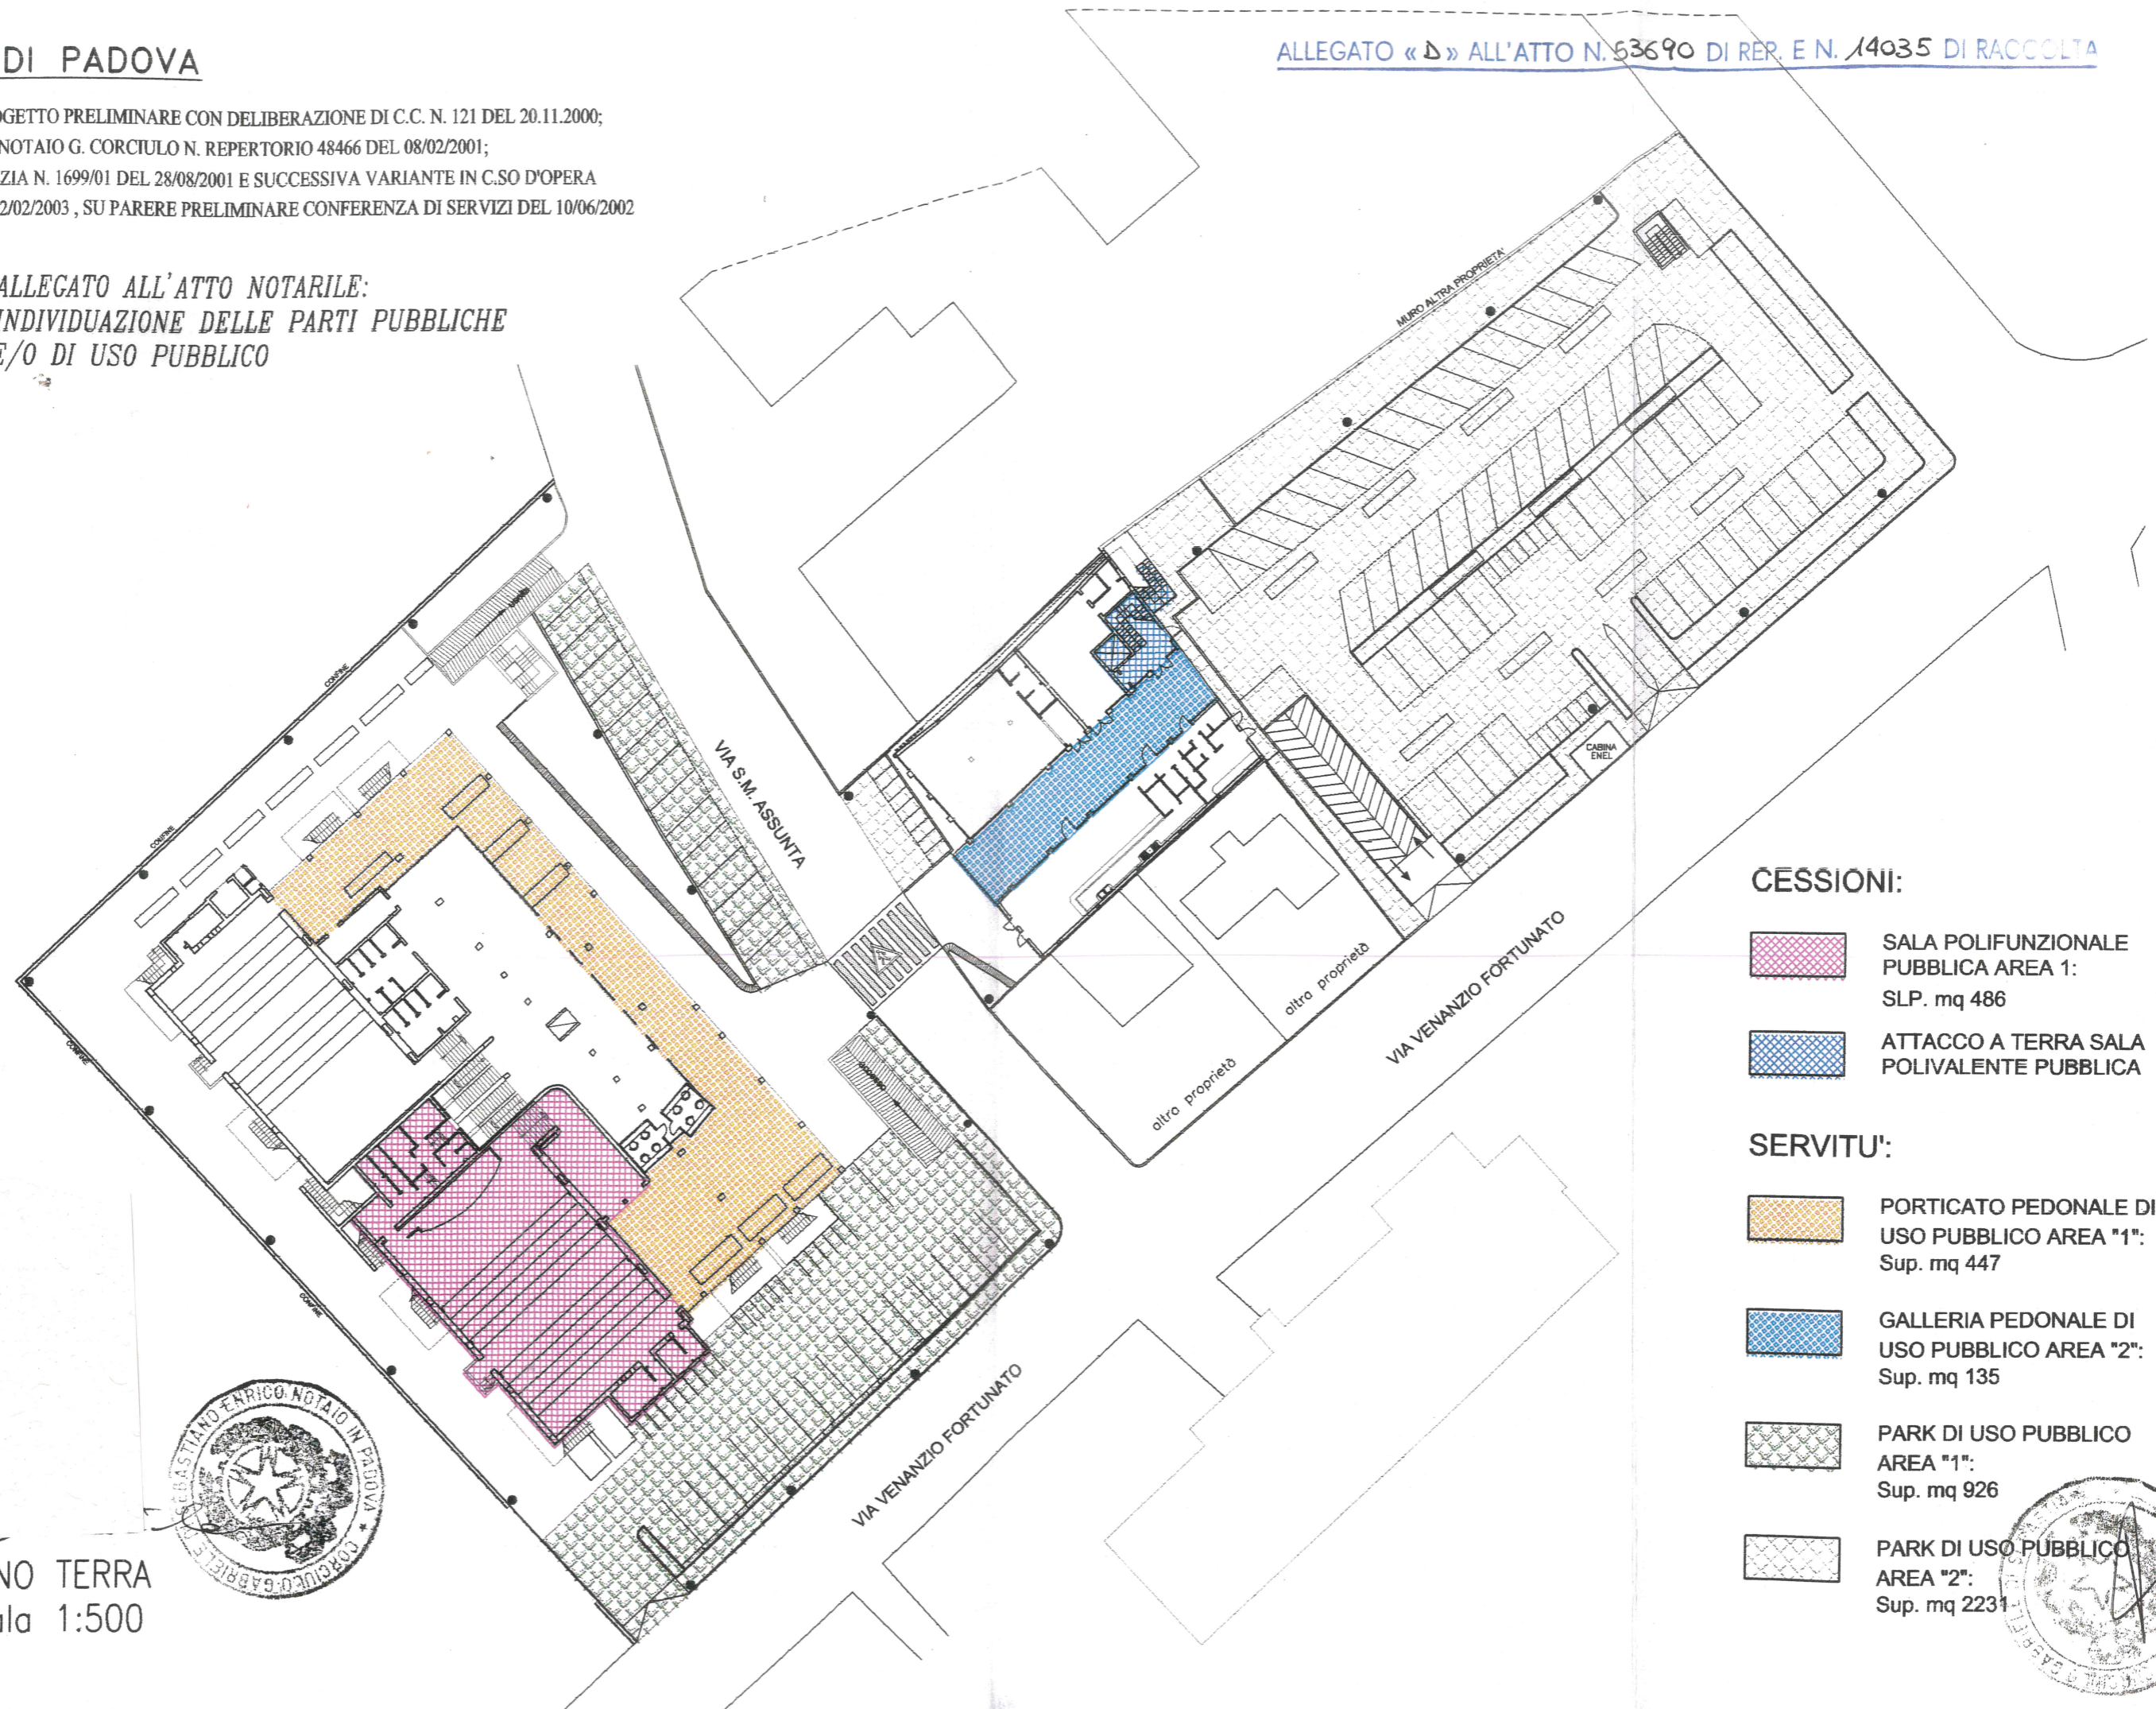 DI PADOVA
ALLEGATO « D » ALL'ATTO N. 53690 DI REP. E N. 14035 DI RACCOLTA
OGETTO PRELIMINARE CON DELIBERAZIONE DI C.C. N. 121 DEL 20.11.2000;
NOTAIO G. CORCIULO N. REPERTORIO 48466 DEL 08/02/2001;
ZIA N. 1699/01 DEL 28/08/2001 E SUCCESSIVA VARIANTE IN C.SO D'OPERA
2/02/2003 , SU PARERE PRELIMINARE CONFERENZA DI SERVIZI DEL 10/06/2002
ALLEGATO ALL'ATTO NOTARILE:
INDIVIDUAZIONE DELLE PARTI PUBBLICHE
E/O DI USO PUBBLICO
MURO ALTRA PROPRIETA'
CONFINE
CONFINE
CONFINE
CONFINE
CONFINE
VIA S.M. ASSUNTA
CABINA
ENEL
altra proprietà
altra proprietà
VIA VENANZIO FORTUNATO
VIA VENANZIO FORTUNATO
CESSIONI:
SALA POLIFUNZIONALE
PUBBLICA AREA 1:
SLP. mq 486
ATTACCO A TERRA SALA
POLIVALENTE PUBBLICA
SERVITU':
PORTICATO PEDONALE DI
USO PUBBLICO AREA "1":
Sup. mq 447
GALLERIA PEDONALE DI
USO PUBBLICO AREA "2":
Sup. mq 135
PARK DI USO PUBBLICO
AREA "1":
Sup. mq 926
PARK DI USO PUBBLICO
AREA "2":
Sup. mq 2231
CORCIULO GABRIELE SEBASTIANO ENRICO NOTAIO IN PADOVA
NO TERRA
ala 1:500